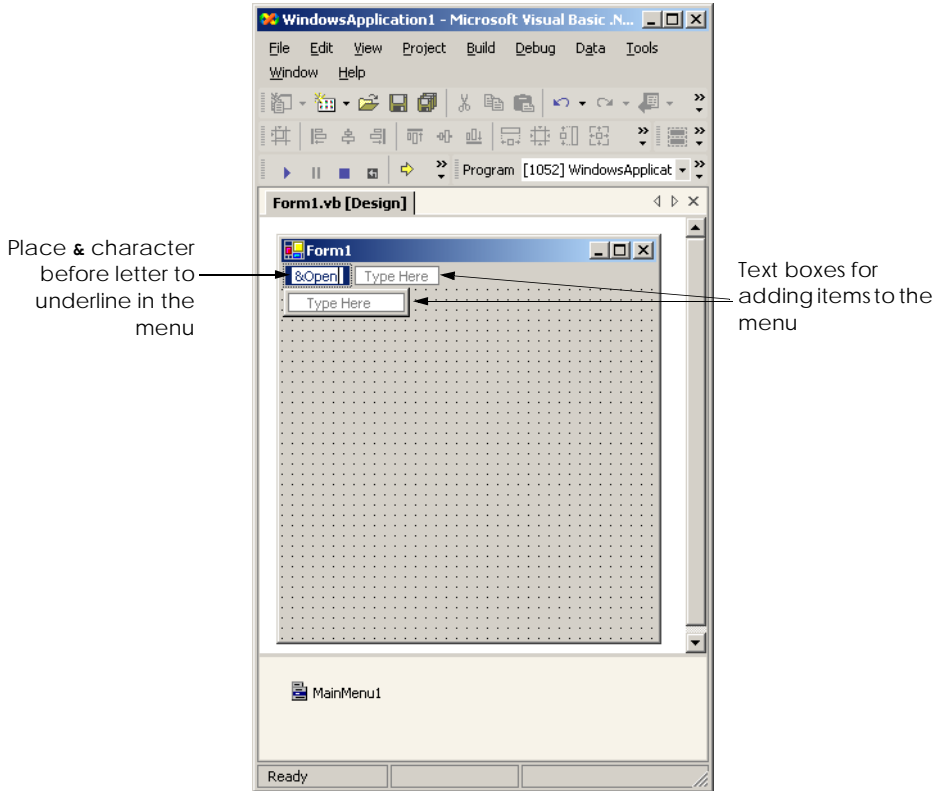 WindowsApplication1 - Microsoft Visual Basic .N...
File Edit View Project Build Debug Data Tools
Window Help
Program [1052] WindowsApplicat
Form1.vb [Design]
Form1
&Open Type Here
Type Here
Place & character
before letter to
underline in the
menu
Text boxes for
adding items to the
menu
MainMenu1
Ready